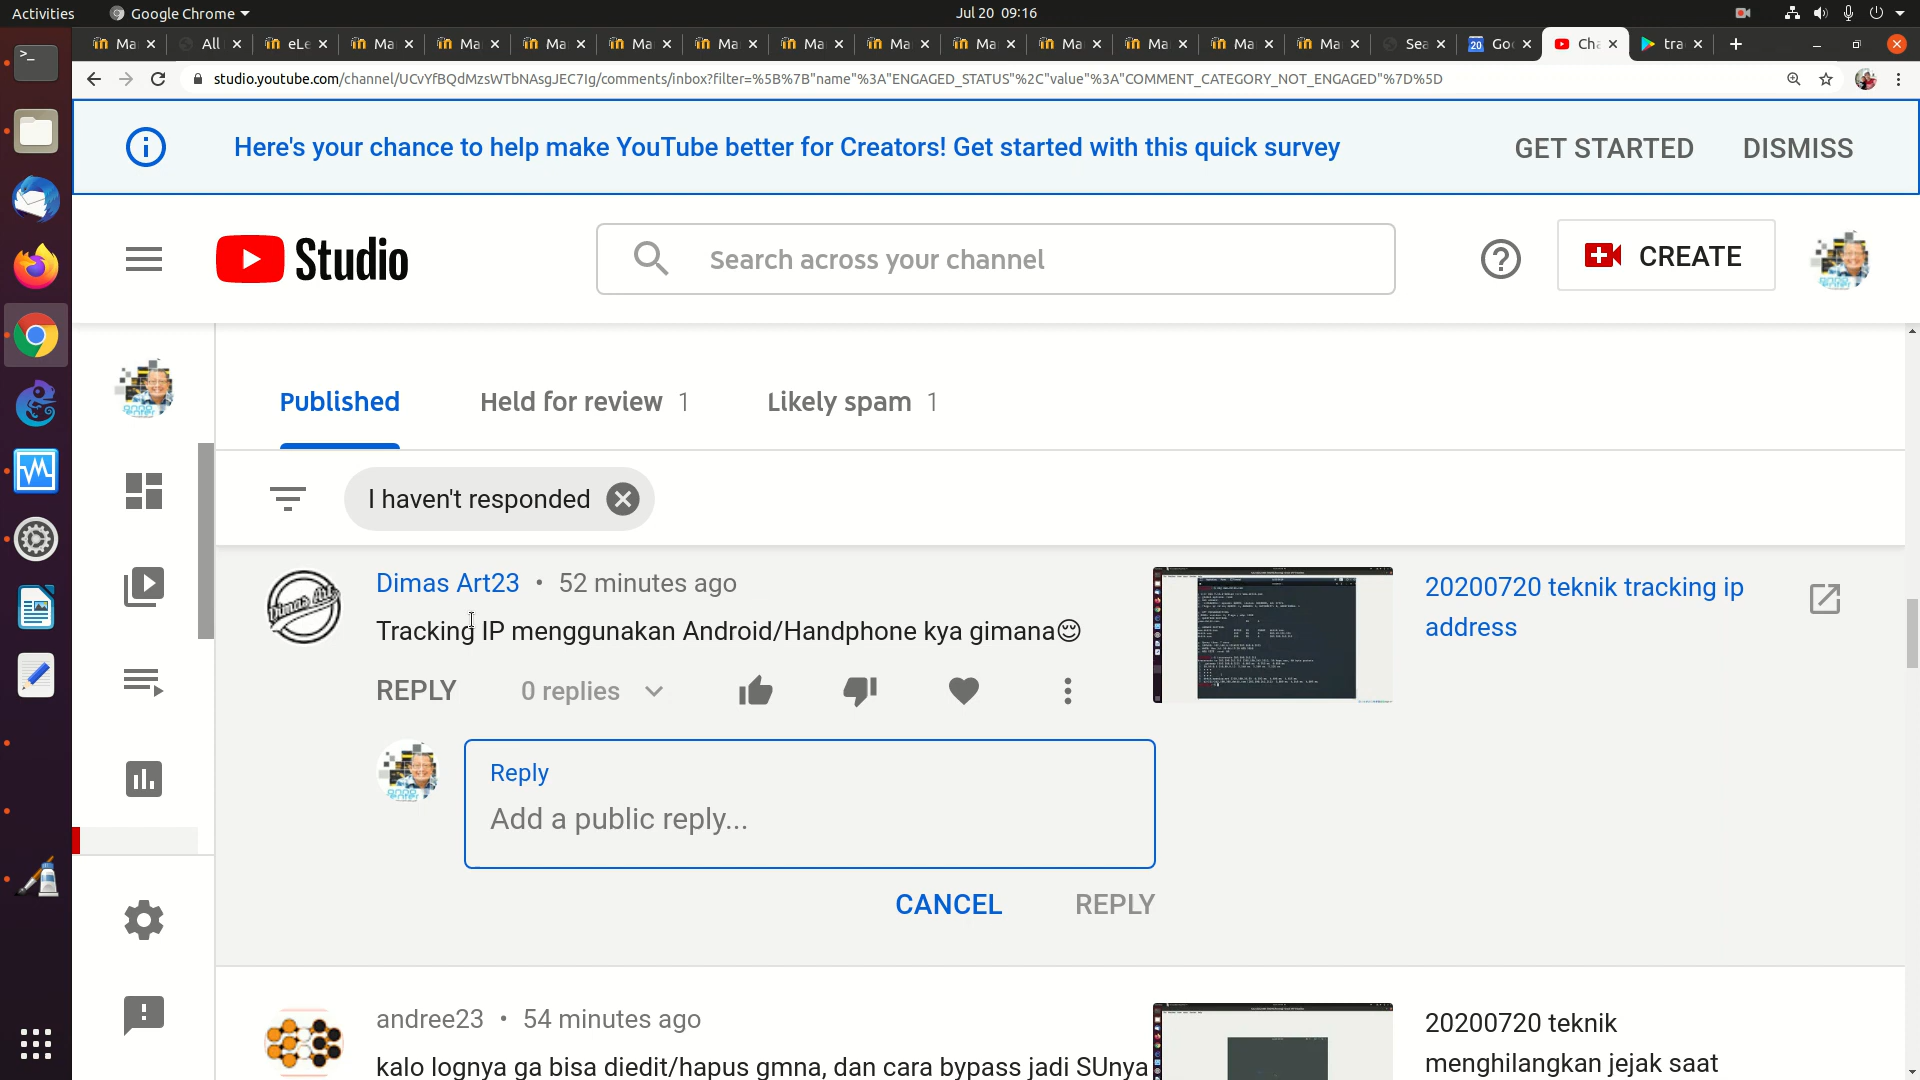 Activities
Google Chrome
Jul 20 09:16
Ma
All
eLe
Ma
Ma
Ma
Ma
Ma
Ma
Ma
Ma
Ma
Ma
Ma
Ma
Sea
20
Goo
Cha
tra
studio.youtube.com/channel/UCvYfBQdMzsWTbNAsgJEC7Ig/comments/inbox?filter=%5B%7B"name"%3A"ENGAGED_STATUS"%2C"value"%3A"COMMENT_CATEGORY_NOT_ENGAGED"%7D%5D
Here's your chance to help make YouTube better for Creators! Get started with this quick survey
GET STARTED
DISMISS
Studio
Search across your channel
CREATE
Published
Held for review 1
Likely spam 1
I haven't responded
Dimas Art23 • 52 minutes ago
Tracking IP menggunakan Android/Handphone kya gimana😌
20200720 teknik tracking ip
address
REPLY
0 replies
Reply
Add a public reply...
CANCEL
REPLY
andree23 • 54 minutes ago
kalo lognya ga bisa diedit/hapus gmna, dan cara bypass jadi SUnya
20200720 teknik
menghilangkan jejak saat